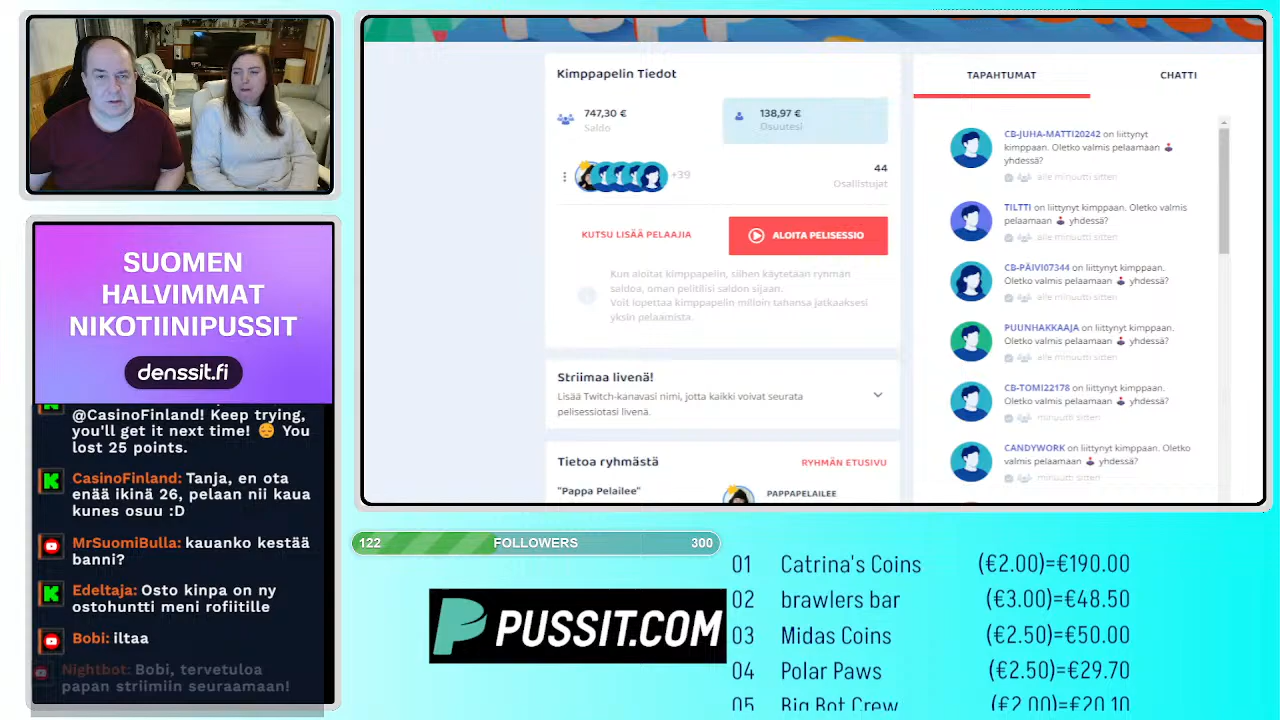 Kimppapelin Tiedot
747,30 €
Saldo
138,97 €
Osuutesi
+39
44
Osallistujat
KUTSU LISÄÄ PELAAJIA
ALOITA PELISESSIO
Kun aloitat kimppapelin, siihen käytetään ryhmän
saldoa, oman pelitilisi saldon sijaan.
Voit lopettaa kimppapelin milloin tahansa jatkaaksesi
yksin pelaamista.
Striimaa livenä!
Lisää Twitch-kanavasi nimi, jotta kaikki voivat seurata
pelisessiotasi livenä.
Tietoa ryhmästä
RYHMÄN ETUSIVU
"Pappa Pelailee"
PAPPAPELAILEE
TAPAHTUMAT
CHATTI
CB-JUHA-MATTI20242 on liittynyt
kimppaan. Oletko valmis pelaamaan
yhdessä?
alle minuutti sitten
TILTTI on liittynyt kimppaan. Oletko valmis
pelaamaan yhdessä?
alle minuutti sitten
CB-PÄIVI07344 on liittynyt kimppaan.
Oletko valmis pelaamaan yhdessä?
alle minuutti sitten
PUUNHAKKAAJA on liittynyt kimppaan.
Oletko valmis pelaamaan yhdessä?
alle minuutti sitten
CB-TOMI22178 on liittynyt kimppaan.
Oletko valmis pelaamaan yhdessä?
minuutti sitten
CANDYWORK on liittynyt kimppaan. Oletko
valmis pelaamaan yhdessä?
minuutti sitten
SUOMEN
HALVIMMAT
NIKOTIINIPUSSIT
denssit.fi
@CasinoFinland! Keep trying,
you'll get it next time! 😔 You
lost 25 points.
CasinoFinland: Tanja, en ota
enää ikinä 26, pelaan nii kaua
kunes osuu :D
MrSuomiBulla: kauanko kestää
banni?
Edeltaja: Osto kinpa on ny
ostohuntti meni rofiitille
Bobi: iltaa
Nightbot: Bobi, tervetuloa
papan striimiin seuraamaan!
122 FOLLOWERS 300
PUSSIT.COM
01 Catrina's Coins (€2.00)=€190.00
02 brawlers bar (€3.00)=€48.50
03 Midas Coins (€2.50)=€50.00
04 Polar Paws (€2.50)=€29.70
05 Big Bot Crew (€2.00)=€20.10